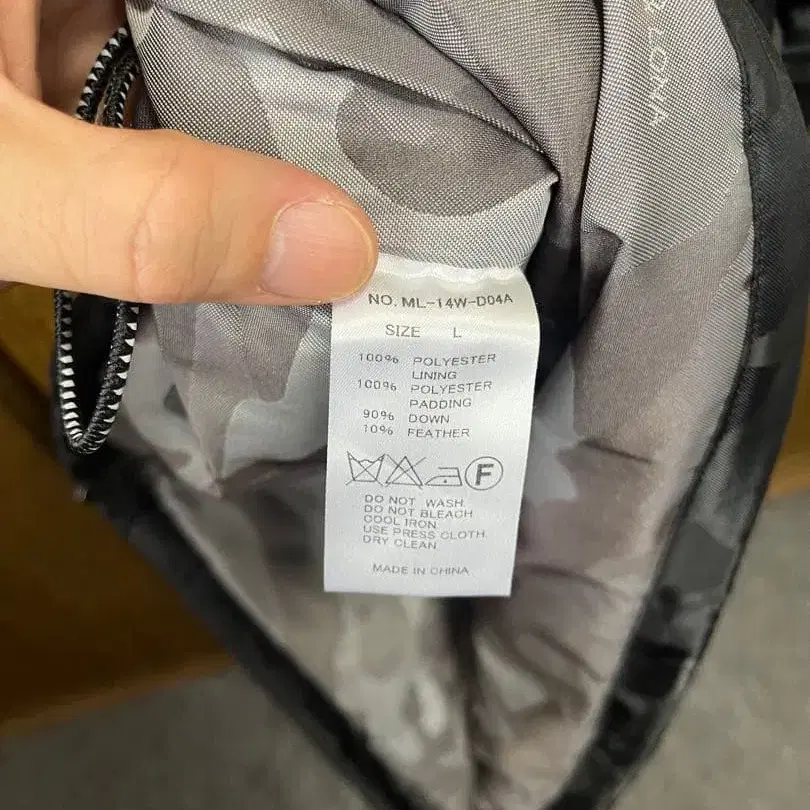 NO. ML-14W-D04A
SIZE L
100% POLYESTER
LINING
100% POLYESTER
PADDING
90% DOWN
10% FEATHER
F
DO NOT WASH.
DO NOT BLEACH
COOL IRON.
USE PRESS CLOTH.
DRY CLEAN
MADE IN CHINA